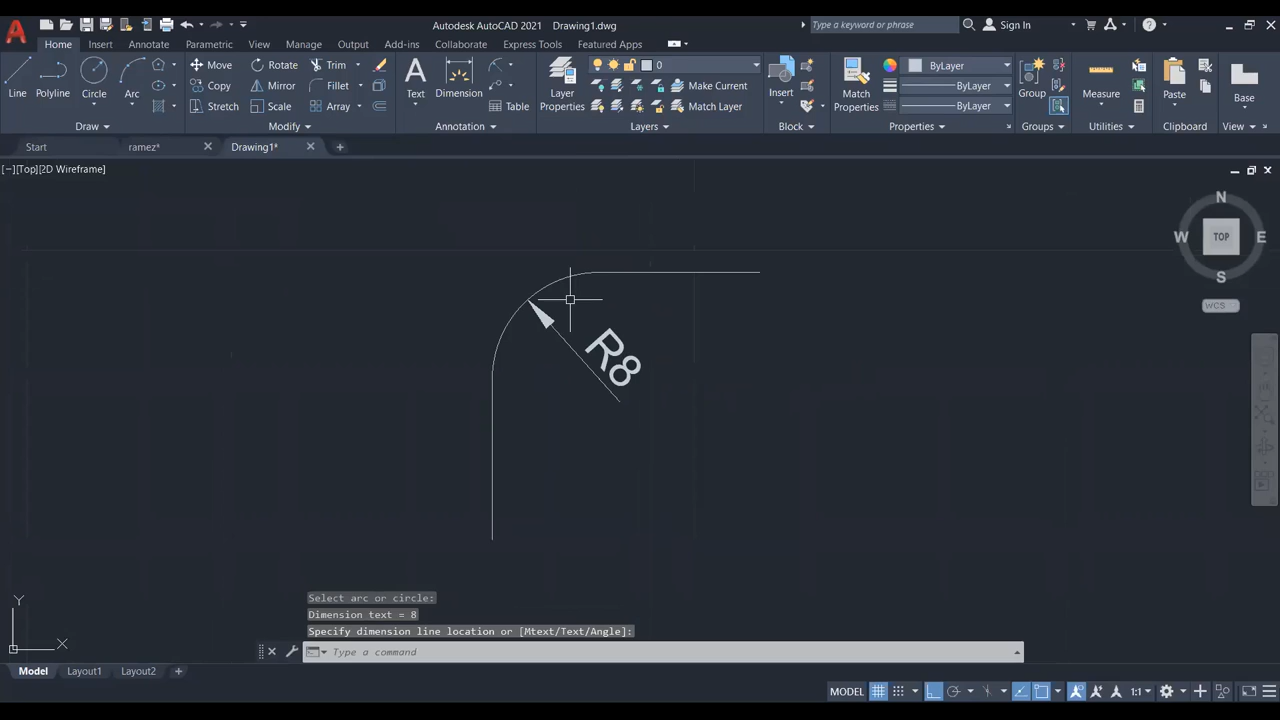 Autodesk AutoCAD 2021 Drawing1.dwg
Type a keyword or phrase
Sign In
Home Insert Annotate Parametric View Manage Output Add-ins Collaborate Express Tools Featured Apps
Line
Polyline
Circle
Arc
Draw
Move
Rotate
Trim
Copy
Mirror
Fillet
Stretch
Scale
Array
Modify
Text
Dimension
Table
Annotation
Layer
Properties
0
Make Current
Match Layer
Layers
Insert
Block
Match
Properties
ByLayer
ByLayer
ByLayer
Properties
Group
Groups
Measure
Utilities
Paste
Clipboard
Base
View
Start
ramez*
Drawing1*
[−][Top][2D Wireframe]
N
W
TOP
E
S
WCS
R8
Select arc or circle:
Dimension text = 8
Specify dimension line location or [Mtext/Text/Angle]:
Type a command
Y
X
Model
Layout1
Layout2
MODEL
1:1